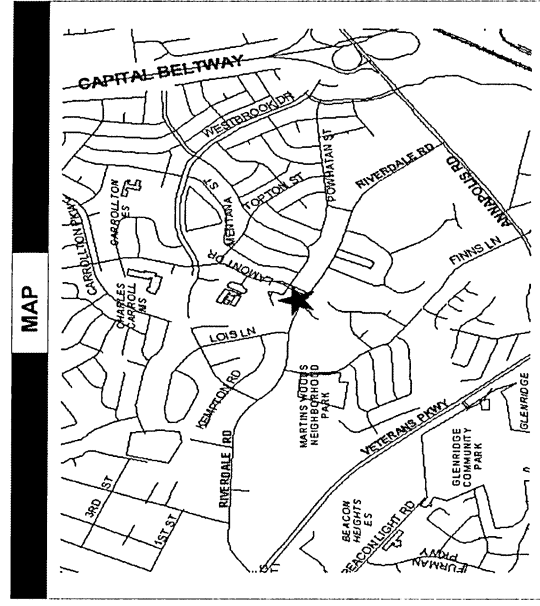 MAP
CAPITAL BELTWAY
WESTBROOK DR
POWHATAN ST
RIVERDALE RD
ANNAPOLIS RD
TOPTON ST
ST
MENTANA
CARROLLTON
ES
CARROLLTON PKWY
FINNS LN
LAMONT DR
CHARLES
CARROLL
MS
LOIS LN
KEMPTON RD
MARTINS WOODS
NEIGHBORHOOD
PARK
VETERANS PKWY
RIVERDALE RD
GLENRIDGE
GLENRIDGE
COMMUNITY
PARK
3RD ST
1ST ST
BEACON
HEIGHTS
ES
BEACON LIGHT RD
FURMAN
PKWY